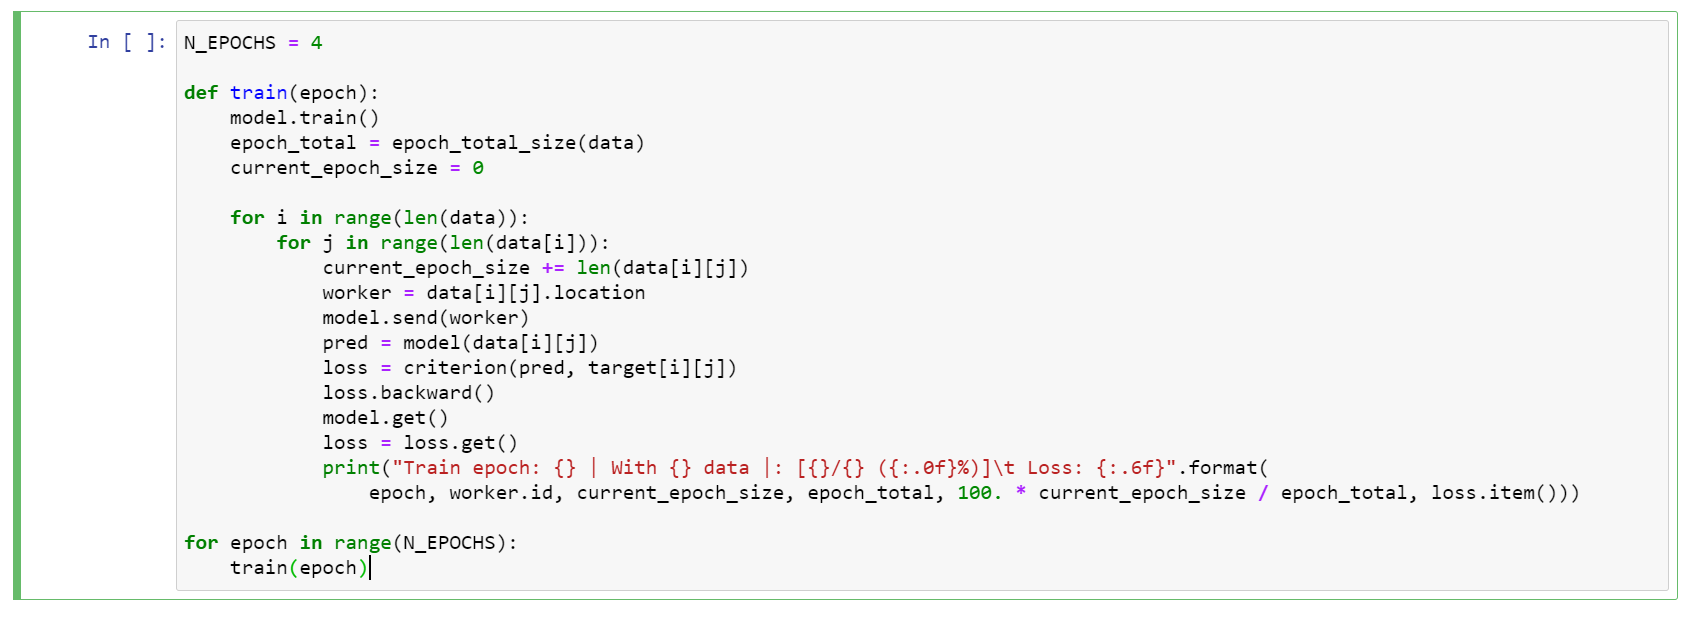 In [ ]: N_EPOCHS = 4
def train(epoch):
    model.train()
    epoch_total = epoch_total_size(data)
    current_epoch_size = 0
    for i in range(len(data)):
        for j in range(len(data[i])):
            current_epoch_size += len(data[i][j])
            worker = data[i][j].location
            model.send(worker)
            pred = model(data[i][j])
            loss = criterion(pred, target[i][j])
            loss.backward()
            model.get()
            loss = loss.get()
            print("Train epoch: {} | With {} data |: [{}/{} ({:.0f}%)]\t Loss: {:.6f}".format(
                epoch, worker.id, current_epoch_size, epoch_total, 100. * current_epoch_size / epoch_total, loss.item()))
for epoch in range(N_EPOCHS):
    train(epoch)